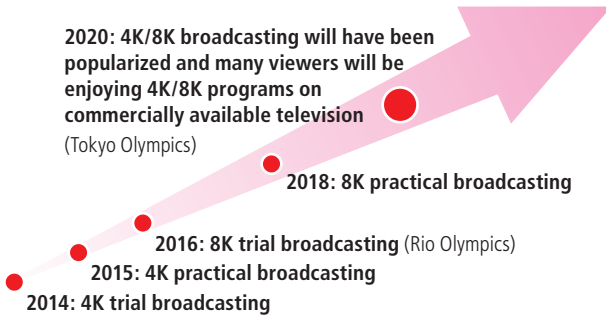 2020: 4K/8K broadcasting will have been
popularized and many viewers will be
enjoying 4K/8K programs on
commercially available television
(Tokyo Olympics)
2018: 8K practical broadcasting
2016: 8K trial broadcasting (Rio Olympics)
2015: 4K practical broadcasting
2014: 4K trial broadcasting